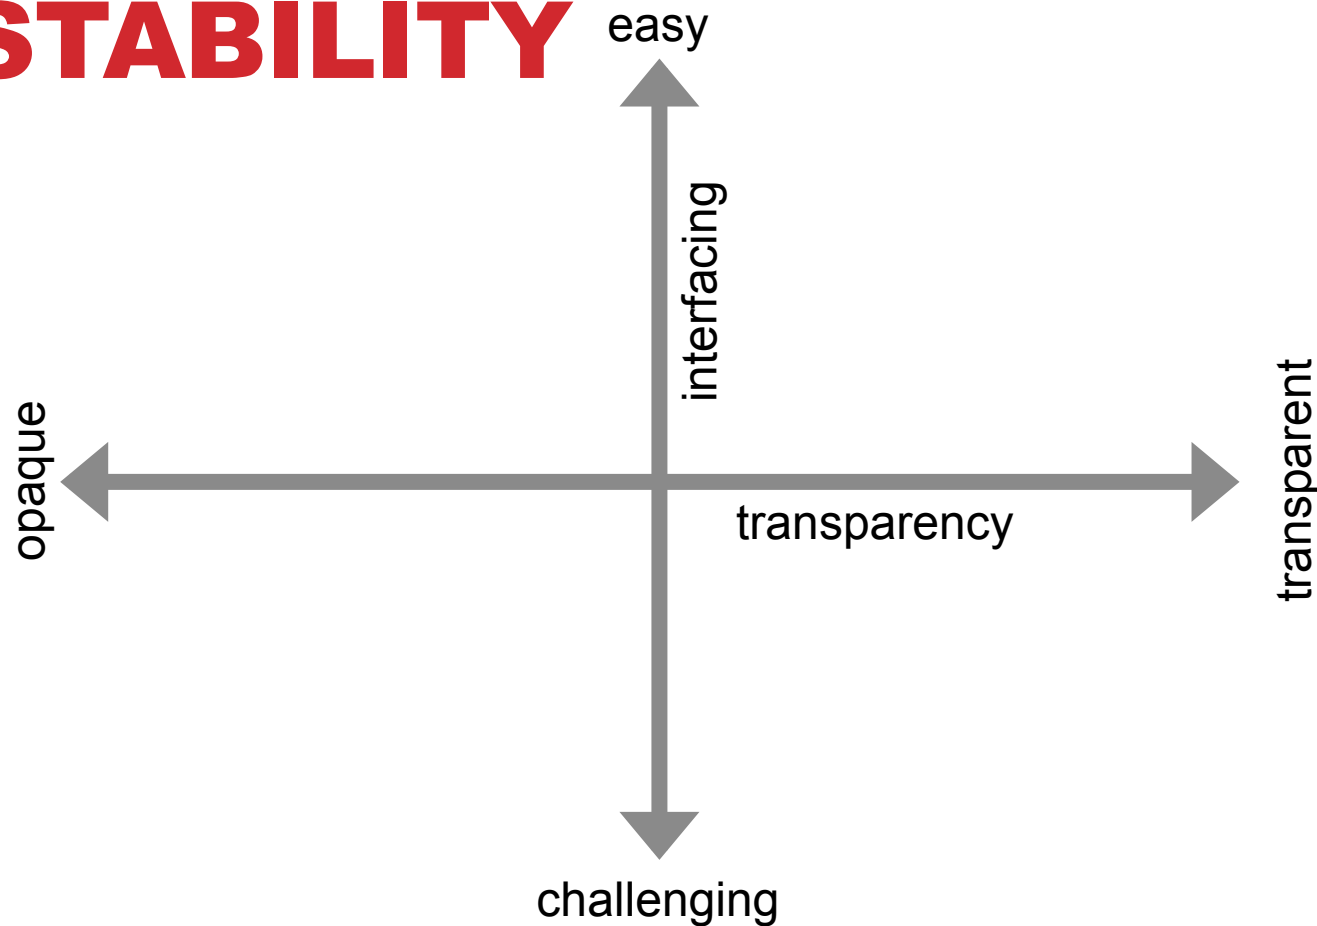 STABILITY
easy
interfacing
opaque
transparent
transparency
challenging